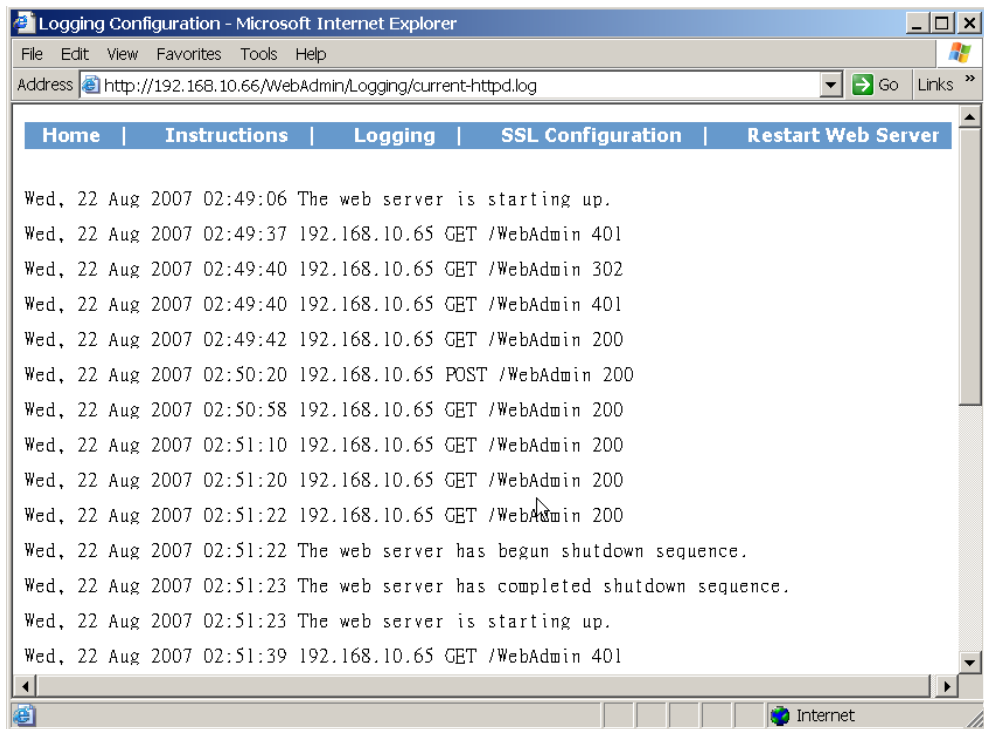 Logging Configuration - Microsoft Internet Explorer
File Edit View Favorites Tools Help
Address http://192.168.10.66/WebAdmin/Logging/current-httpd.log Go Links »
Home | Instructions | Logging | SSL Configuration | Restart Web Server
Wed, 22 Aug 2007 02:49:06 The web server is starting up.
Wed, 22 Aug 2007 02:49:37 192.168.10.65 GET /WebAdmin 401
Wed, 22 Aug 2007 02:49:40 192.168.10.65 GET /WebAdmin 302
Wed, 22 Aug 2007 02:49:40 192.168.10.65 GET /WebAdmin 401
Wed, 22 Aug 2007 02:49:42 192.168.10.65 GET /WebAdmin 200
Wed, 22 Aug 2007 02:50:20 192.168.10.65 POST /WebAdmin 200
Wed, 22 Aug 2007 02:50:58 192.168.10.65 GET /WebAdmin 200
Wed, 22 Aug 2007 02:51:10 192.168.10.65 GET /WebAdmin 200
Wed, 22 Aug 2007 02:51:20 192.168.10.65 GET /WebAdmin 200
Wed, 22 Aug 2007 02:51:22 192.168.10.65 GET /WebAdmin 200
Wed, 22 Aug 2007 02:51:22 The web server has begun shutdown sequence.
Wed, 22 Aug 2007 02:51:23 The web server has completed shutdown sequence.
Wed, 22 Aug 2007 02:51:23 The web server is starting up.
Wed, 22 Aug 2007 02:51:39 192.168.10.65 GET /WebAdmin 401
Internet